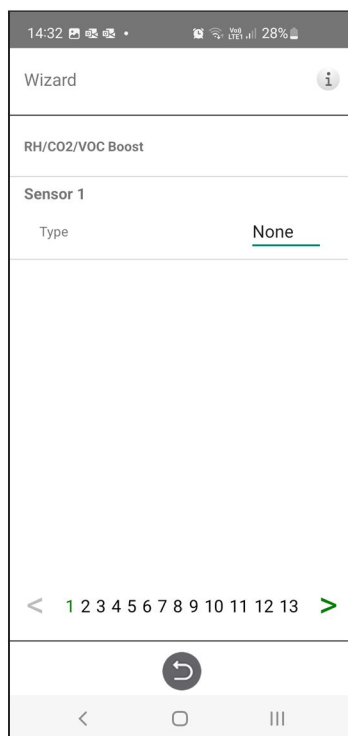 14:32 28%
Wizard i
RH/CO2/VOC Boost
Sensor 1
Type None
< 1 2 3 4 5 6 7 8 9 10 11 12 13 >